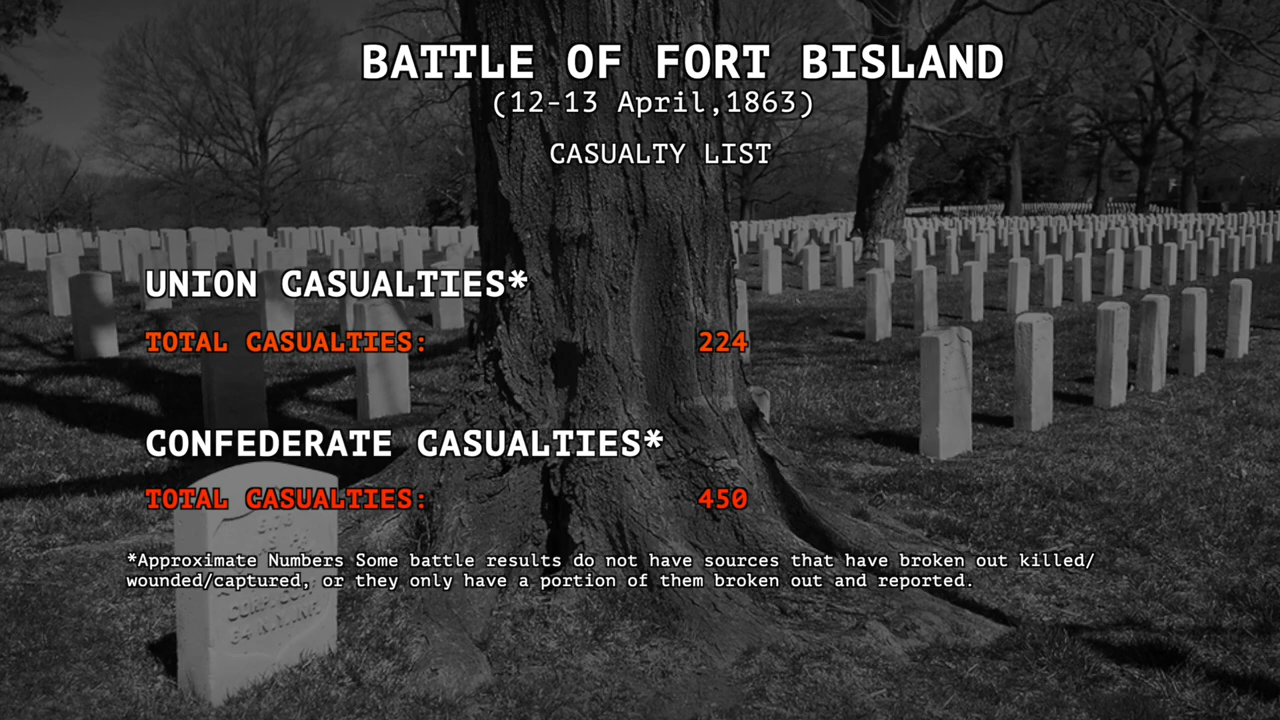 BATTLE OF FORT BISLAND
(12-13 April,1863)
CASUALTY LIST
UNION CASUALTIES*
TOTAL CASUALTIES: 224
CONFEDERATE CASUALTIES*
TOTAL CASUALTIES: 450
*Approximate Numbers Some battle results do not have sources that have broken out killed/
wounded/captured, or they only have a portion of them broken out and reported.